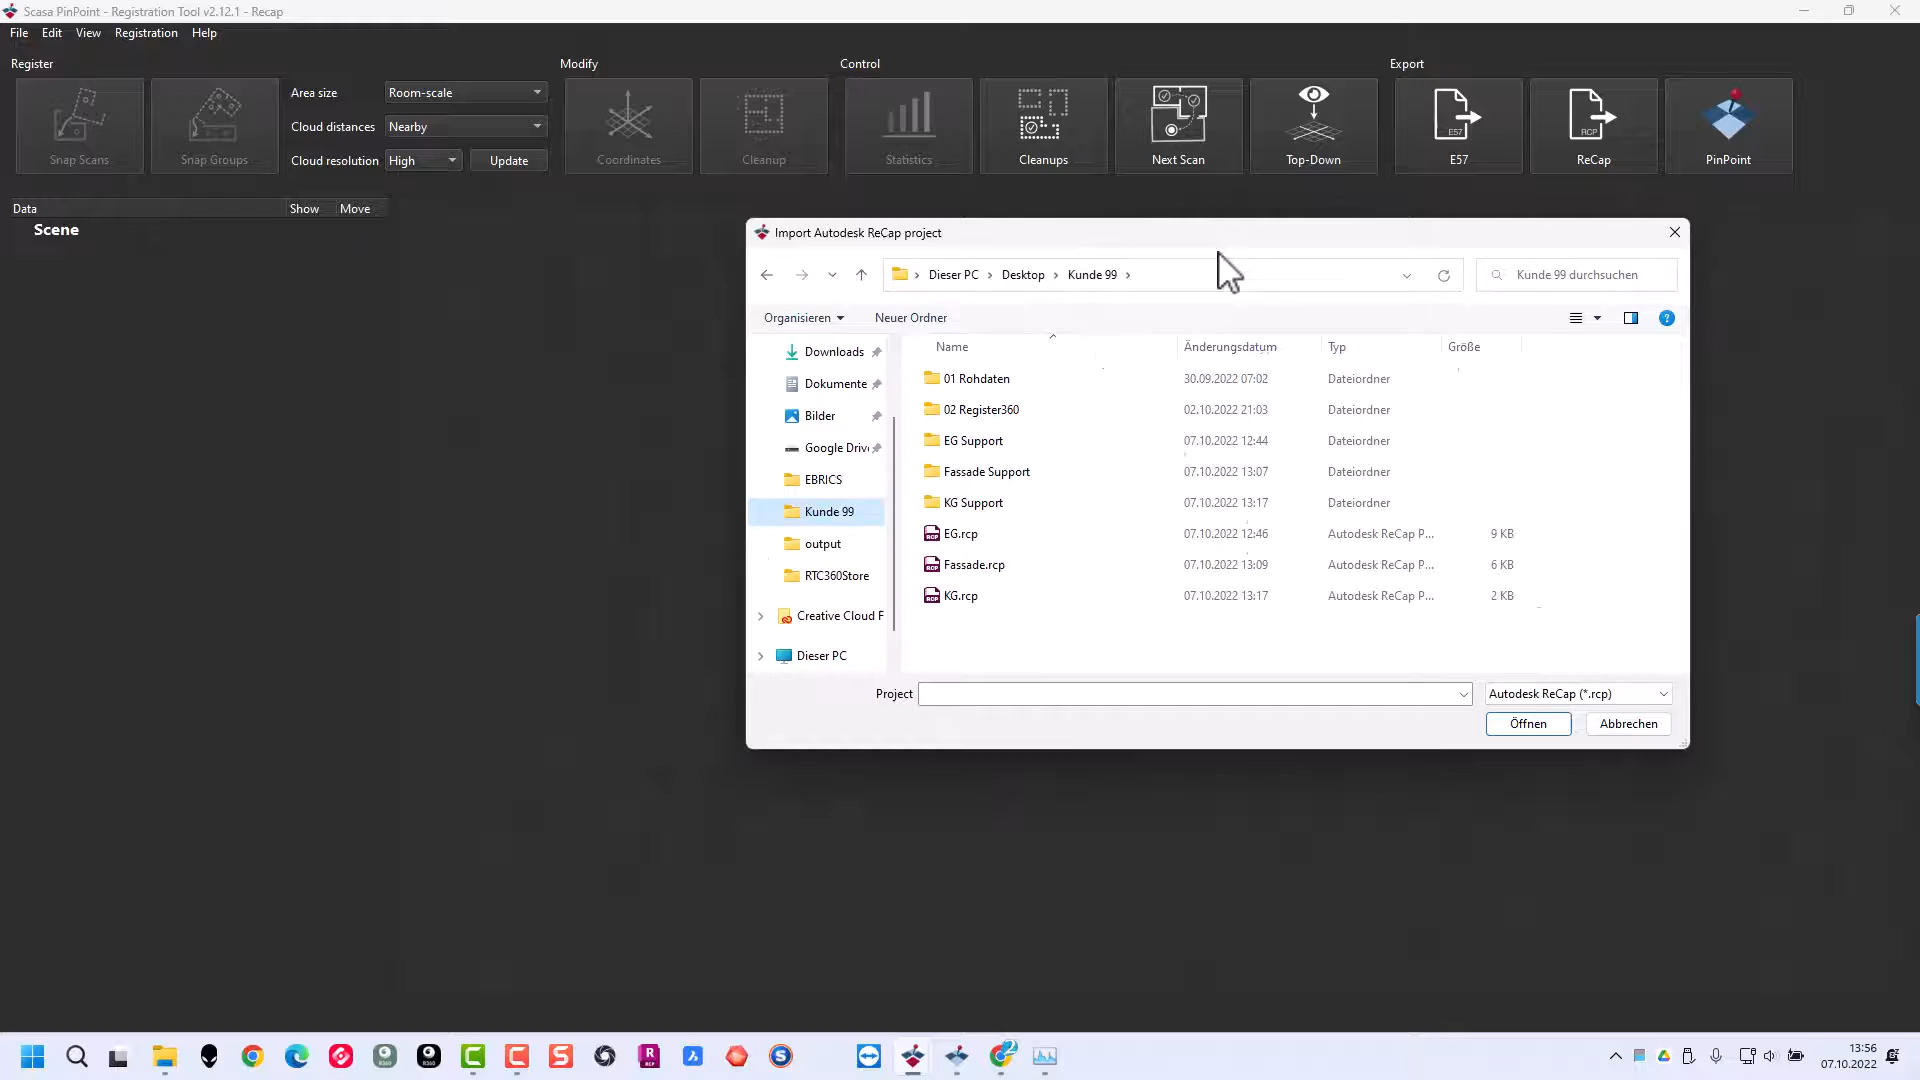 Scasa PinPoint - Registration Tool v2.12.1 - Recap
File Edit View Registration Help
Register Modify Control Export
Area size Room-scale
Cloud distances Nearby
Cloud resolution High Update
Snap Scans Snap Groups Coordinates Cleanup Statistics Cleanups Next Scan Top-Down E57 ReCap PinPoint
E57 RCP
Data Show Move
Scene
Import Autodesk ReCap project
Dieser PC › Desktop › Kunde 99 ›
Kunde 99 durchsuchen
Organisieren Neuer Ordner
Name Änderungsdatum Typ Größe
Downloads
Dokumente
Bilder
Google Driv
EBRICS
Kunde 99
output
RTC360Store
Creative Cloud F
Dieser PC
01 Rohdaten 30.09.2022 07:02 Dateiordner
02 Register360 02.10.2022 21:03 Dateiordner
EG Support 07.10.2022 12:44 Dateiordner
Fassade Support 07.10.2022 13:07 Dateiordner
KG Support 07.10.2022 13:17 Dateiordner
EG.rcp 07.10.2022 12:46 Autodesk ReCap P... 9 KB
Fassade.rcp 07.10.2022 13:09 Autodesk ReCap P... 6 KB
KG.rcp 07.10.2022 13:17 Autodesk ReCap P... 2 KB
Project
Autodesk ReCap (*.rcp)
Öffnen Abbrechen
13:56
07.10.2022